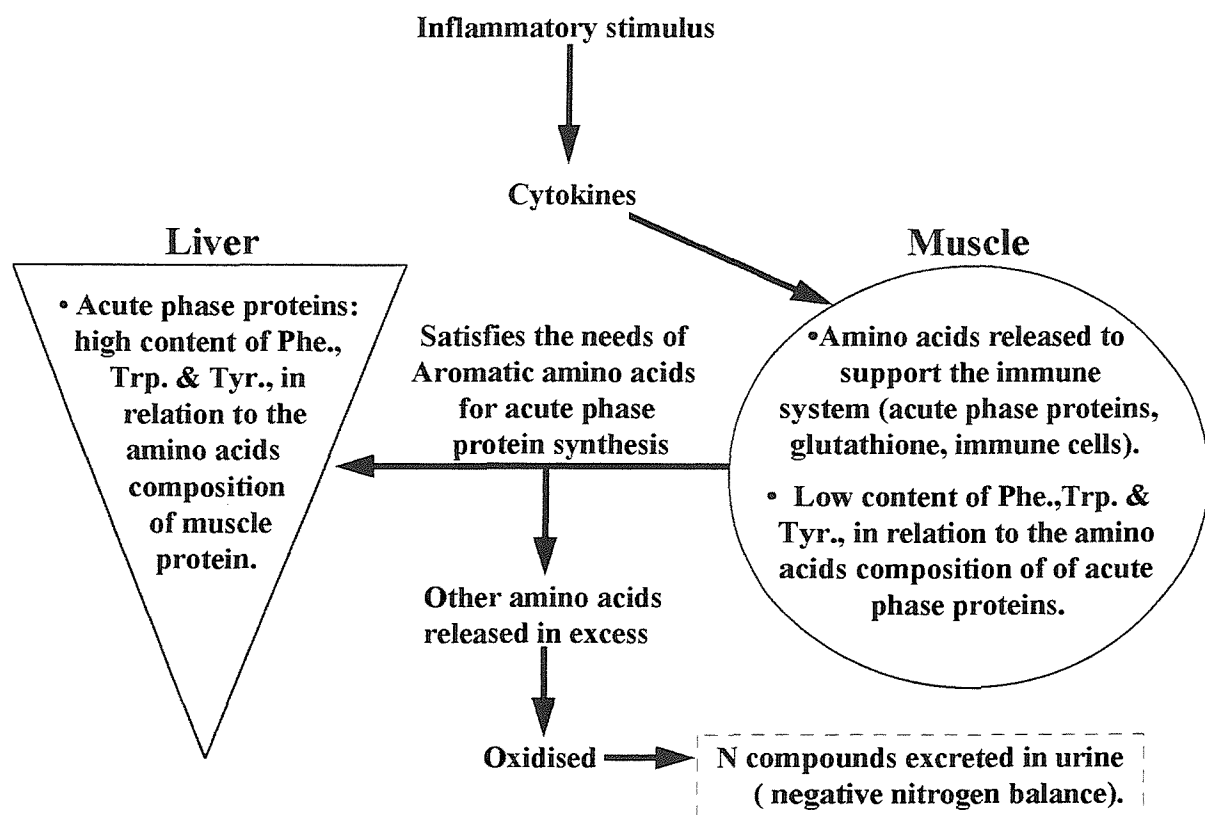 Inflammatory stimulus
Cytokines
Liver
• Acute phase proteins:
high content of Phe.,
Trp. & Tyr., in
relation to the
amino acids
composition
of muscle
protein.
Satisfies the needs of
Aromatic amino acids
for acute phase
protein synthesis
Muscle
•Amino acids released to
support the immune
system (acute phase proteins,
glutathione, immune cells).
• Low content of Phe.,Trp. &
Tyr., in relation to the amino
acids composition of of acute
phase proteins.
Other amino acids
released in excess
Oxidised
N compounds excreted in urine
( negative nitrogen balance).